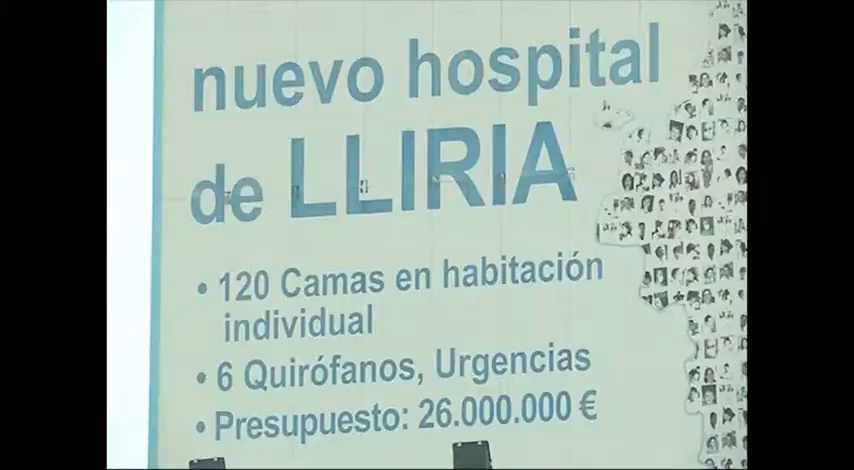 nuevo hospital
de LLIRIA
• 120 Camas en habitación
individual
• 6 Quirófanos, Urgencias
• Presupuesto: 26.000.000 €